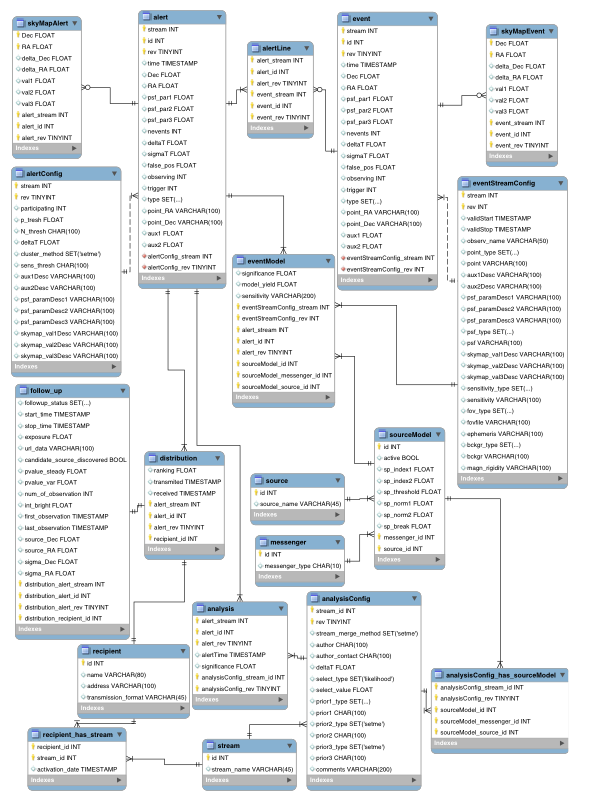 skyMapAlert
Dec FLOAT
RA FLOAT
delta_Dec FLOAT
delta_RA FLOAT
val1 FLOAT
val2 FLOAT
val3 FLOAT
alert_stream INT
alert_id INT
alert_rev TINYINT
Indexes
alert
stream INT
id INT
rev TINYINT
time TIMESTAMP
Dec FLOAT
RA FLOAT
psf_par1 FLOAT
psf_par2 FLOAT
psf_par3 FLOAT
nevents INT
deltaT FLOAT
sigmaT FLOAT
false_pos FLOAT
observing INT
trigger INT
type SET(...)
point_RA VARCHAR(100)
point_Dec VARCHAR(100)
aux1 FLOAT
aux2 FLOAT
alertConfig_stream INT
alertConfig_rev TINYINT
Indexes
alertLine
alert_stream INT
alert_id INT
alert_rev TINYINT
event_stream INT
event_id INT
event_rev TINYINT
Indexes
event
stream INT
id INT
rev TINYINT
time TIMESTAMP
Dec FLOAT
RA FLOAT
psf_par1 FLOAT
psf_par2 FLOAT
psf_par3 FLOAT
nevents INT
deltaT FLOAT
sigmaT FLOAT
false_pos FLOAT
observing INT
trigger INT
type SET(...)
point_RA VARCHAR(100)
point_Dec VARCHAR(100)
aux1 FLOAT
aux2 FLOAT
eventStreamConfig_stream INT
eventStreamConfig_rev INT
Indexes
skyMapEvent
Dec FLOAT
RA FLOAT
delta_Dec FLOAT
delta_RA FLOAT
val1 FLOAT
val2 FLOAT
val3 FLOAT
event_stream INT
event_id INT
event_rev TINYINT
Indexes
alertConfig
stream INT
rev TINYINT
participating INT
p_tresh FLOAT
N_thresh CHAR(100)
deltaT FLOAT
cluster_method SET('setme')
sens_thresh CHAR(100)
aux1Desc VARCHAR(100)
aux2Desc VARCHAR(100)
psf_paramDesc1 VARCHAR(100)
psf_paramDesc2 VARCHAR(100)
psf_paramDesc3 VARCHAR(100)
skymap_val1Desc VARCHAR(100)
skymap_val2Desc VARCHAR(100)
skymap_val3Desc VARCHAR(100)
Indexes
eventStreamConfig
stream INT
rev INT
validStart TIMESTAMP
validStop TIMESTAMP
observ_name VARCHAR(50)
point_type SET(...)
point VARCHAR(100)
aux1Desc VARCHAR(100)
aux2Desc VARCHAR(100)
psf_paramDesc1 VARCHAR(100)
psf_paramDesc2 VARCHAR(100)
psf_paramDesc3 VARCHAR(100)
psf_type SET(...)
psf VARCHAR(100)
skymap_val1Desc VARCHAR(100)
skymap_val2Desc VARCHAR(100)
skymap_val3Desc VARCHAR(100)
sensitivity_type SET(...)
sensitivity VARCHAR(100)
fov_type SET(...)
fovfile VARCHAR(100)
ephemeris VARCHAR(100)
bckgr_type SET(...)
bckgr VARCHAR(100)
magn_rigidity VARCHAR(100)
Indexes
eventModel
significance FLOAT
model_yield FLOAT
sensitivity VARCHAR(200)
eventStreamConfig_stream INT
eventStreamConfig_rev INT
alert_stream INT
alert_id INT
alert_rev TINYINT
sourceModel_id INT
sourceModel_messenger_id INT
sourceModel_source_id INT
Indexes
follow_up
followup_status SET(...)
start_time TIMESTAMP
stop_time TIMESTAMP
exposure FLOAT
url_data VARCHAR(100)
candidate_source_discovered BOOL
pvalue_steady FLOAT
pvalue_var FLOAT
num_of_observation INT
int_bright FLOAT
first_observation TIMESTAMP
last_observation TIMESTAMP
source_Dec FLOAT
source_RA FLOAT
sigma_Dec FLOAT
sigma_RA FLOAT
distribution_alert_stream INT
distribution_alert_id INT
distribution_alert_rev TINYINT
distribution_recipient_id INT
Indexes
distribution
ranking FLOAT
transmited TIMESTAMP
received TIMESTAMP
alert_stream INT
alert_id INT
alert_rev TINYINT
recipient_id INT
Indexes
source
id INT
source_name VARCHAR(45)
Indexes
messenger
id INT
messenger_type CHAR(10)
Indexes
sourceModel
id INT
active BOOL
sp_index1 FLOAT
sp_index2 FLOAT
sp_threshold FLOAT
sp_norm1 FLOAT
sp_norm2 FLOAT
sp_break FLOAT
messenger_id INT
source_id INT
Indexes
analysis
alert_stream INT
alert_id INT
alert_rev TINYINT
alertTime TIMESTAMP
significance FLOAT
analysisConfig_stream_id INT
analysisConfig_rev TINYINT
Indexes
analysisConfig
stream_id INT
rev TINYINT
stream_merge_method SET('setme')
author CHAR(100)
author_contact CHAR(100)
deltaT FLOAT
select_type SET('likelihood')
select_value FLOAT
prior1_type SET(...)
prior1 CHAR(100)
prior2_type SET('setme')
prior2 CHAR(100)
prior3_type SET('setme')
prior3 CHAR(100)
comments VARCHAR(200)
Indexes
recipient
id INT
name VARCHAR(80)
address VARCHAR(100)
transmission_format VARCHAR(45)
Indexes
analysisConfig_has_sourceModel
analysisConfig_stream_id INT
analysisConfig_rev TINYINT
sourceModel_id INT
sourceModel_messenger_id INT
sourceModel_source_id INT
Indexes
recipient_has_stream
recipient_id INT
stream_id INT
activation_date TIMESTAMP
Indexes
stream
id INT
stream_name VARCHAR(45)
Indexes